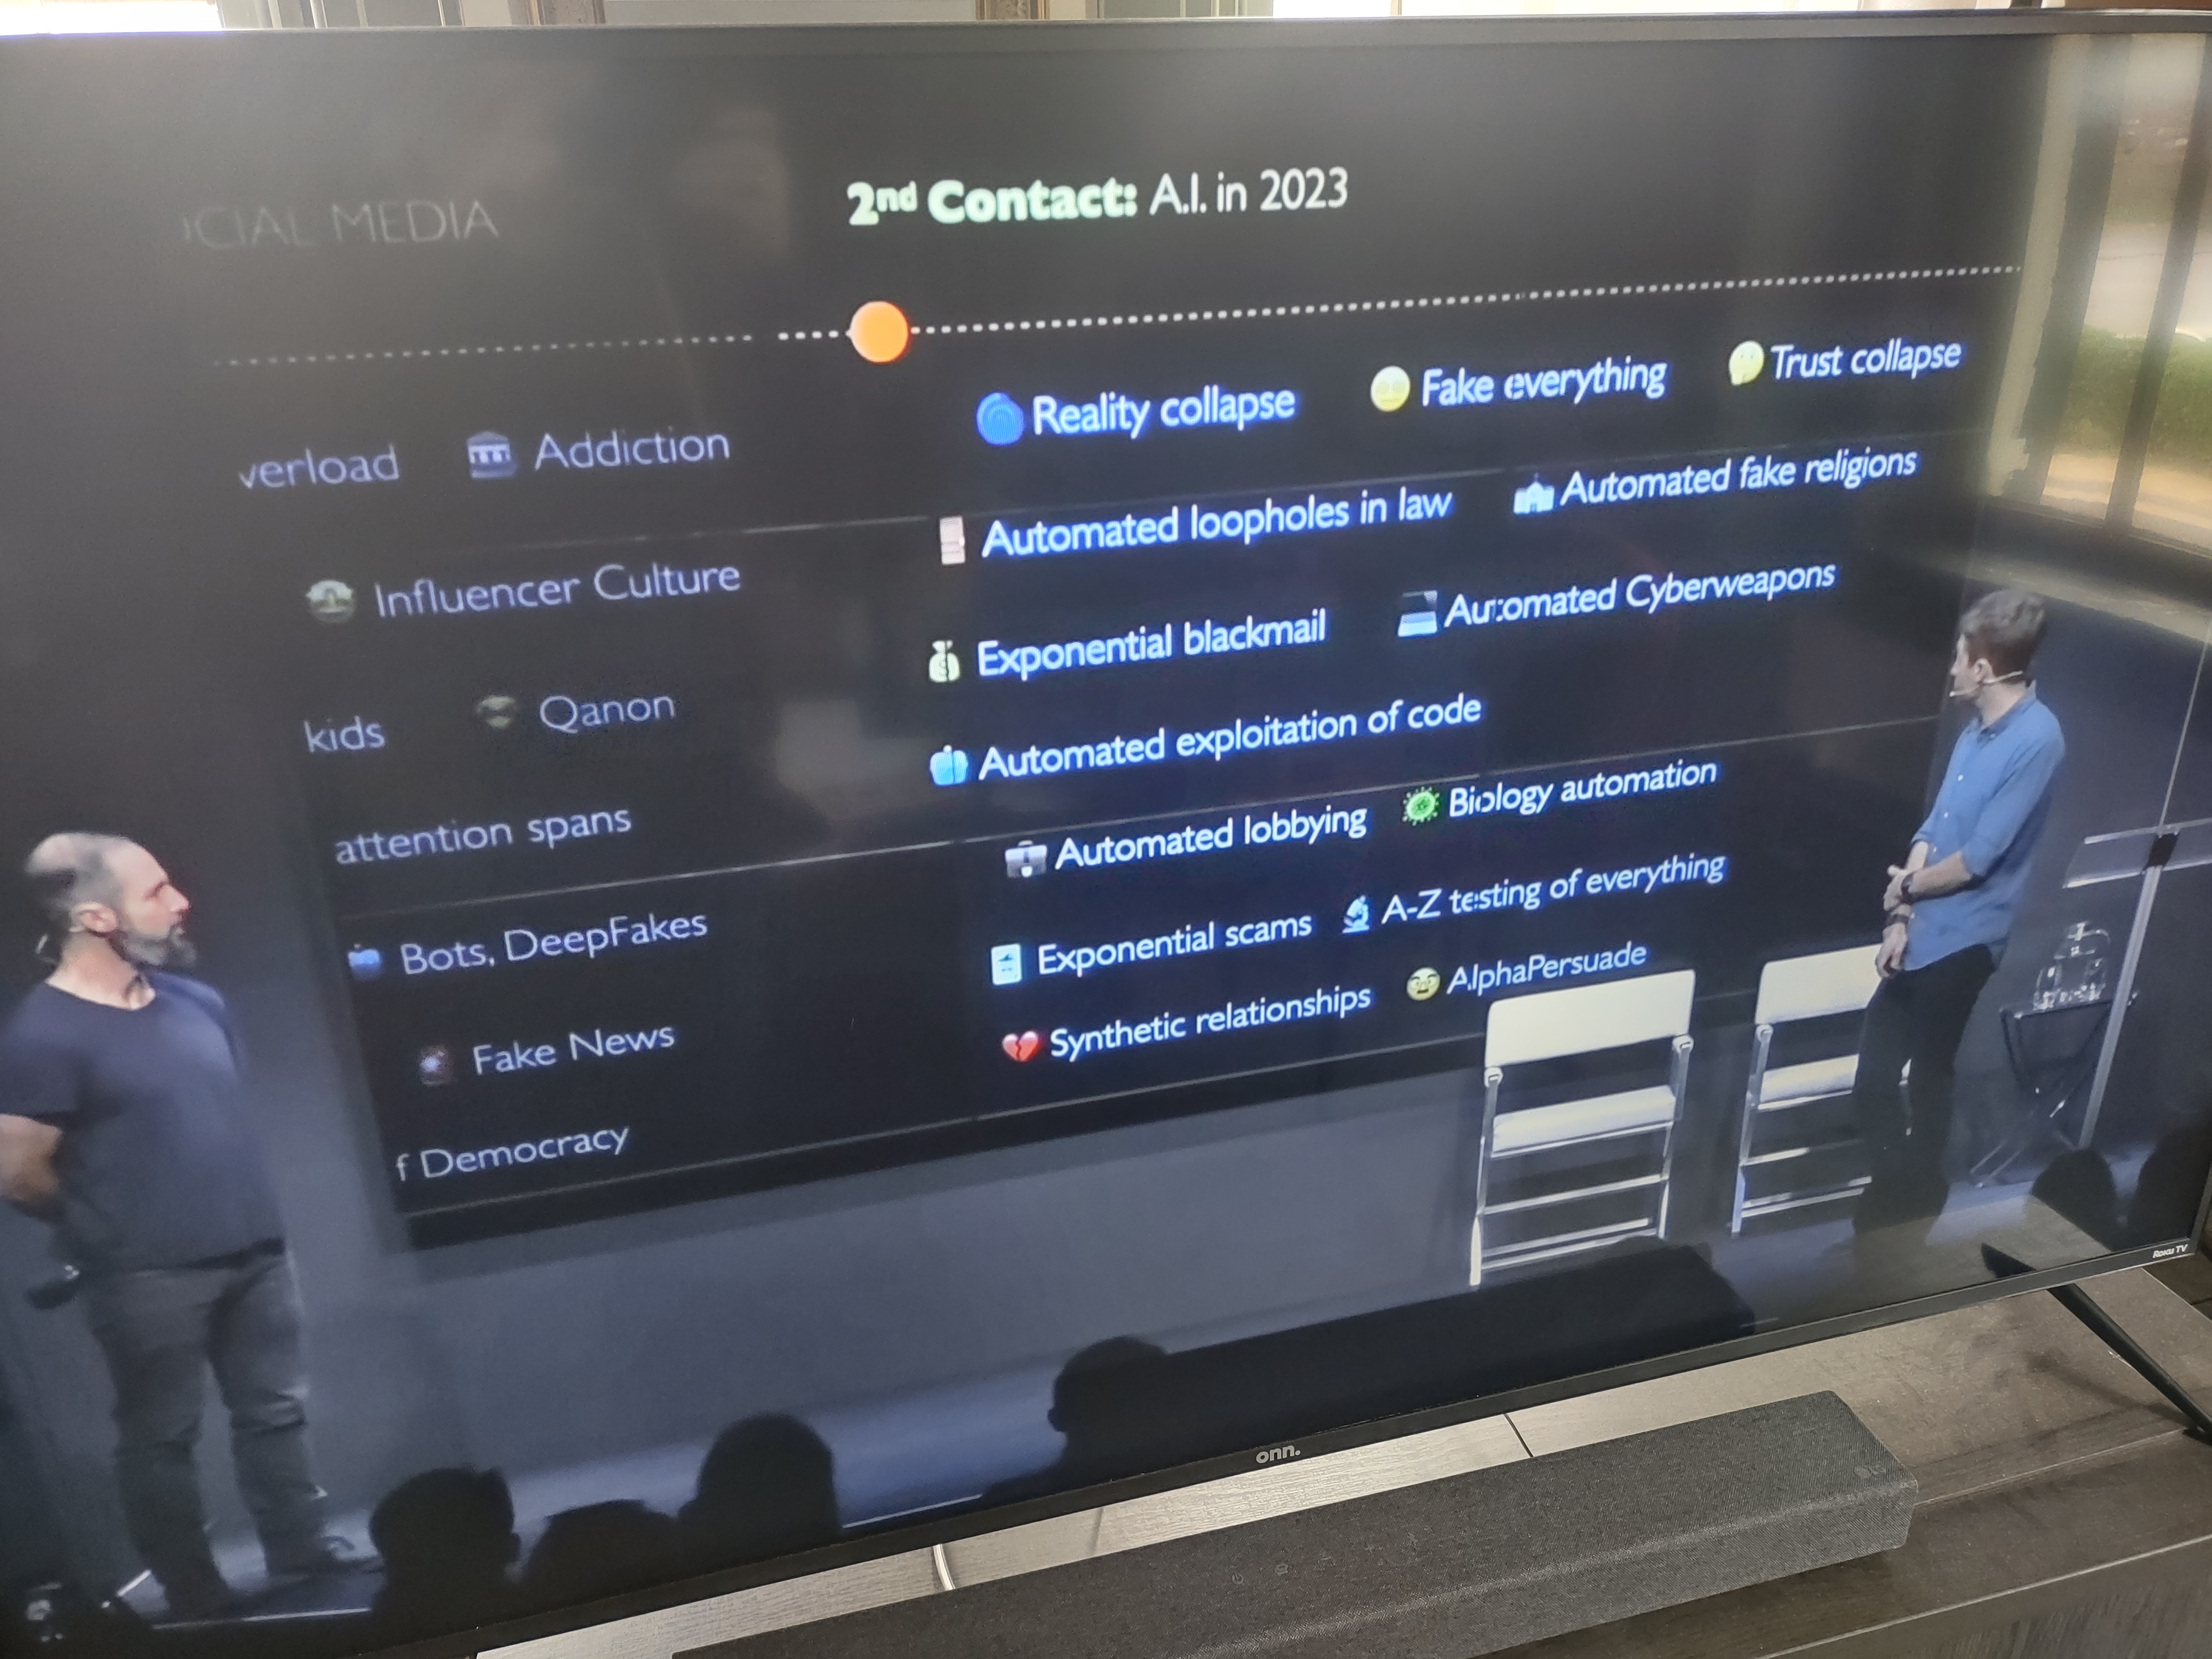 CIAL MEDIA
2nd Contact: A.I. in 2023
verload Addiction
Reality collapse Fake everything Trust collapse
Influencer Culture
Automated loopholes in law Automated fake religions
kids Qanon
Exponential blackmail Automated Cyberweapons
attention spans
Automated exploitation of code
Bots, DeepFakes
Automated lobbying Biology automation
Fake News
Exponential scams A-Z testing of everything
f Democracy
Synthetic relationships AlphaPersuade
Roku TV
onn.